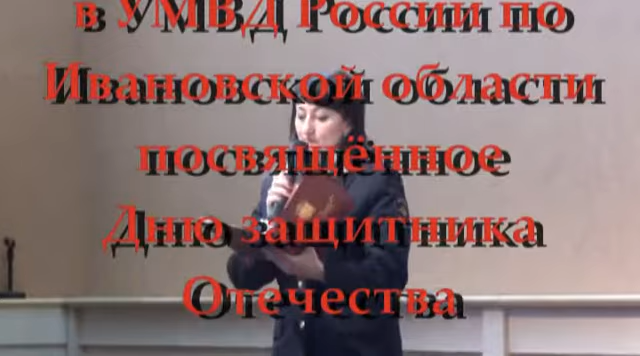 в УМВД России по
Ивановской области
посвящённое
Дню защитника
Отечества